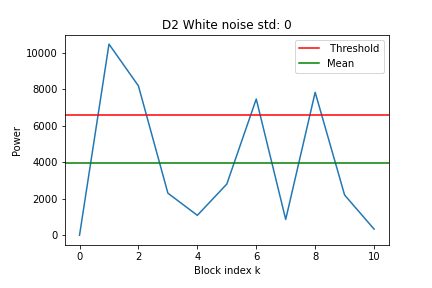 D2 White noise std: 0
Threshold
Mean
Power
10000
8000
6000
4000
2000
0
0 2 4 6 8 10
Block index k